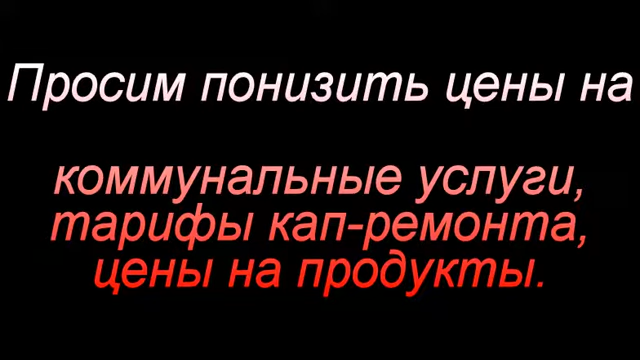 Просим понизить цены на
коммунальные услуги,
тарифы кап-ремонта,
цены на продукты.